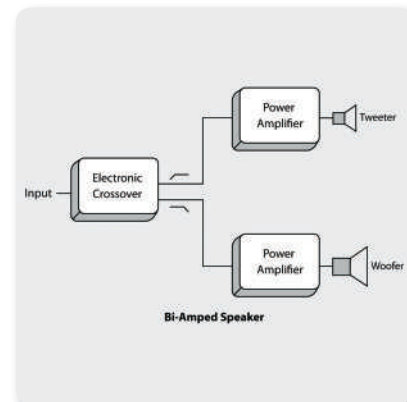 Power
Amplifier
Tweeter
Electronic
Crossover
Input
Power
Amplifier
Woofer
Bi-Amped Speaker